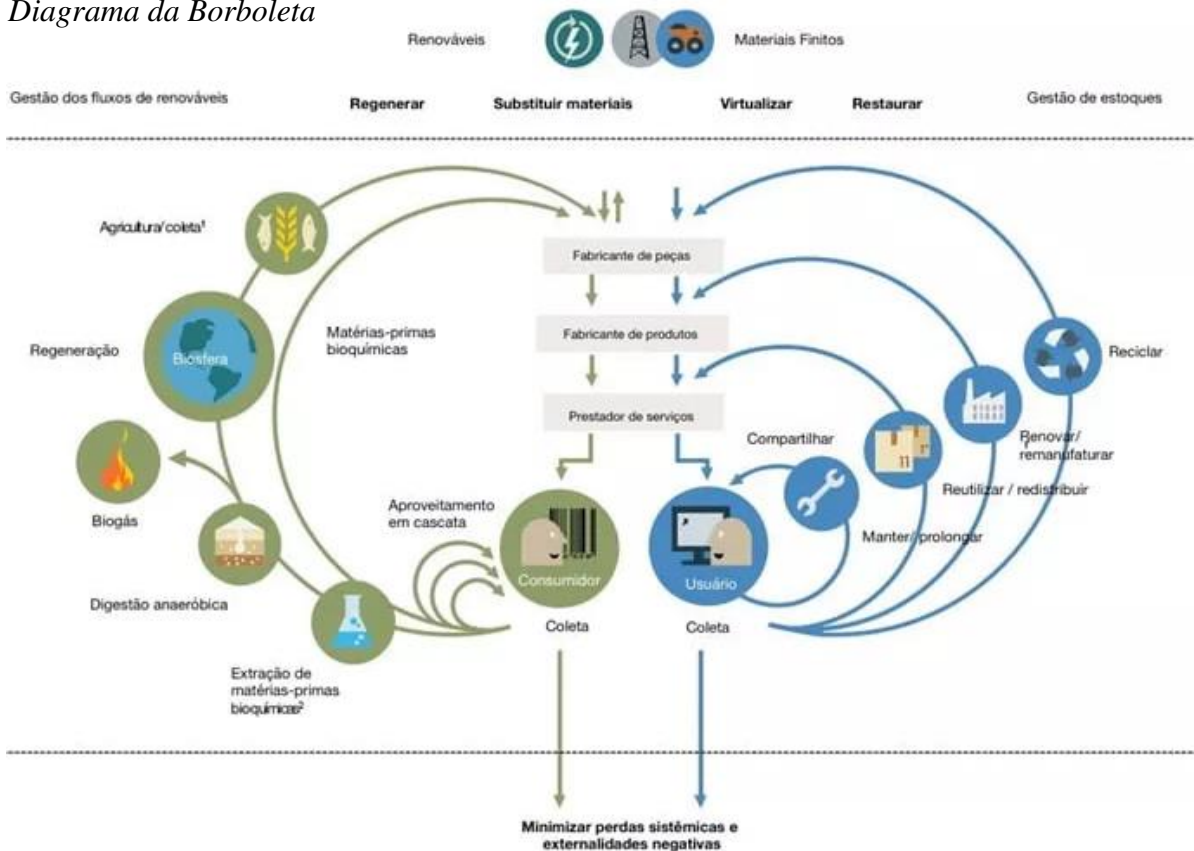 Diagrama da Borboleta
Renováveis
Materiais Finitos
Gestão dos fluxos de renováveis
Regenerar
Substituir materiais
Virtualizar
Restaurar
Gestão de estoques
Agricultura/coleta¹
Fabricante de peças
Matérias-primas
bioquímicas
Fabricante de produtos
Regeneração
Biosfera
Reciclar
Prestador de serviços
Compartilhar
Renovar/
remanufaturar
Reutilizar / redistribuir
Biogás
Aproveitamento
em cascata
Manter/ prolongar
Consumidor
Usuário
Digestão anaeróbica
Coleta
Coleta
Extração de
matérias-primas
bioquímicas²
Minimizar perdas sistêmicas e
externalidades negativas